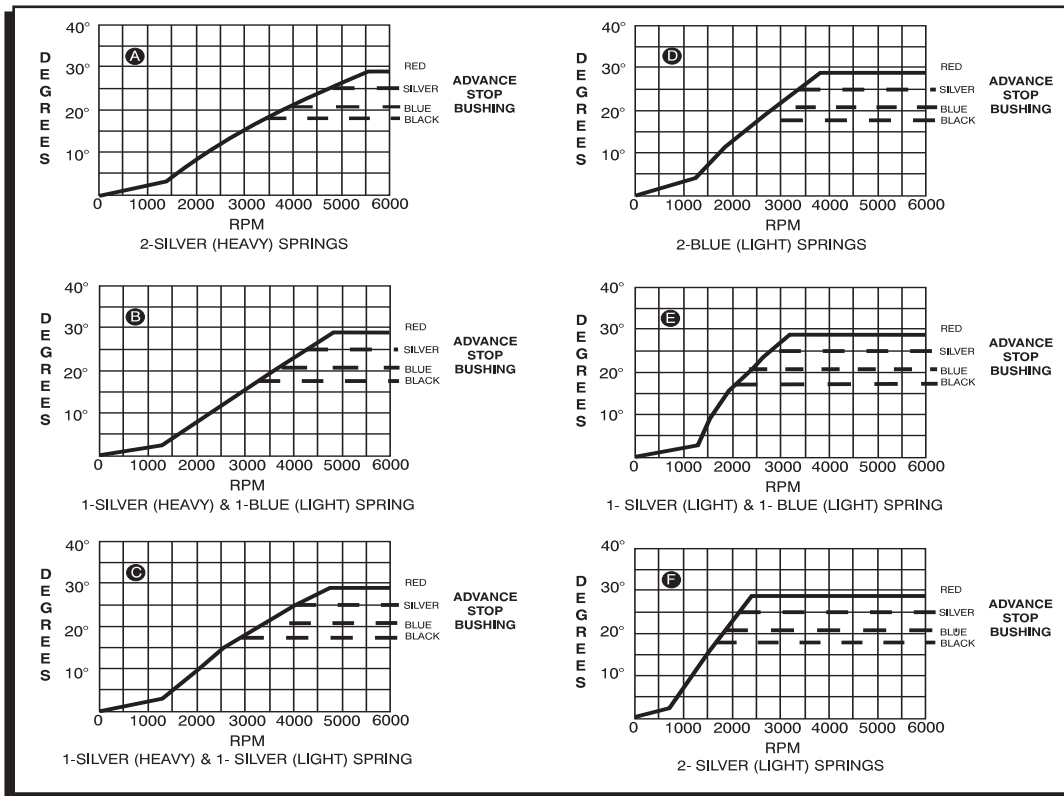 A
DEGREES
40°
30°
20°
10°
0 1000 2000 3000 4000 5000 6000
RPM
RED
SILVER
BLUE
BLACK
ADVANCE
STOP
BUSHING
2-SILVER (HEAVY) SPRINGS
D
DEGREES
40°
30°
20°
10°
0 1000 2000 3000 4000 5000 6000
RPM
RED
SILVER
BLUE
BLACK
ADVANCE
STOP
BUSHING
2-BLUE (LIGHT) SPRINGS
B
DEGREES
40°
30°
20°
10°
0 1000 2000 3000 4000 5000 6000
RPM
RED
SILVER
BLUE
BLACK
ADVANCE
STOP
BUSHING
1-SILVER (HEAVY) & 1-BLUE (LIGHT) SPRING
E
DEGREES
40°
30°
20°
10°
0 1000 2000 3000 4000 5000 6000
RPM
RED
SILVER
BLUE
BLACK
ADVANCE
STOP
BUSHING
1- SILVER (LIGHT) & 1- BLUE (LIGHT) SPRING
C
DEGREES
40°
30°
20°
10°
0 1000 2000 3000 4000 5000 6000
RPM
RED
SILVER
BLUE
BLACK
ADVANCE
STOP
BUSHING
1-SILVER (HEAVY) & 1- SILVER (LIGHT) SPRING
F
DEGREES
40°
30°
20°
10°
0 1000 2000 3000 4000 5000 6000
RPM
RED
SILVER
BLUE
BLACK
ADVANCE
STOP
BUSHING
2- SILVER (LIGHT) SPRINGS